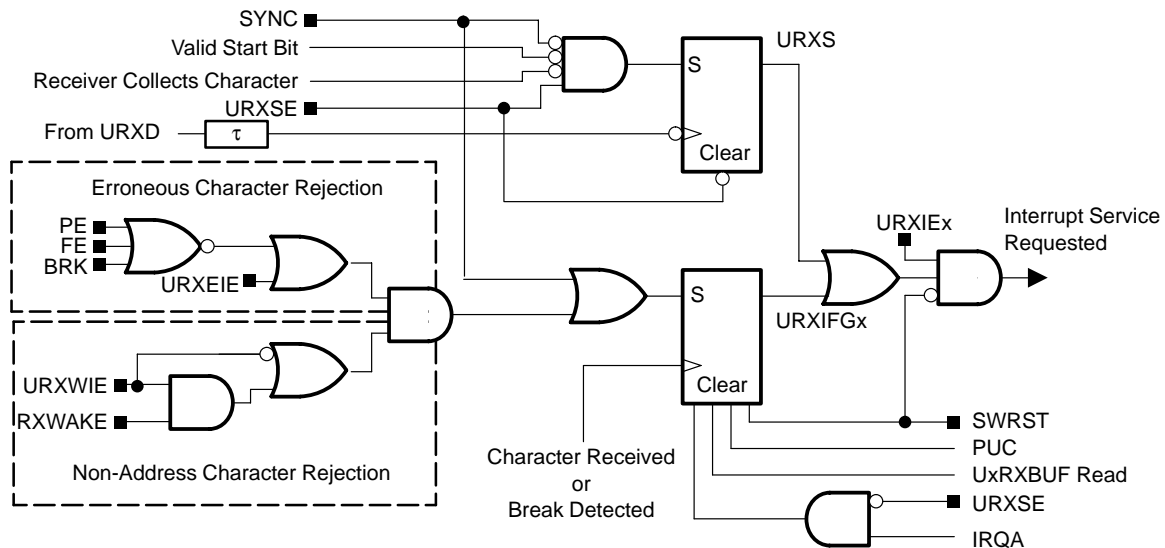 SYNC
Valid Start Bit
Receiver Collects Character
URXSE
From URXD
τ
S
Clear
URXS
Erroneous Character Rejection
PE
FE
BRK
URXEIE
URXIEx
Interrupt Service
Requested
S
Clear
URXIFGx
URXWIE
RXWAKE
Non-Address Character Rejection
Character Received
or
Break Detected
SWRST
PUC
UxRXBUF Read
URXSE
IRQA